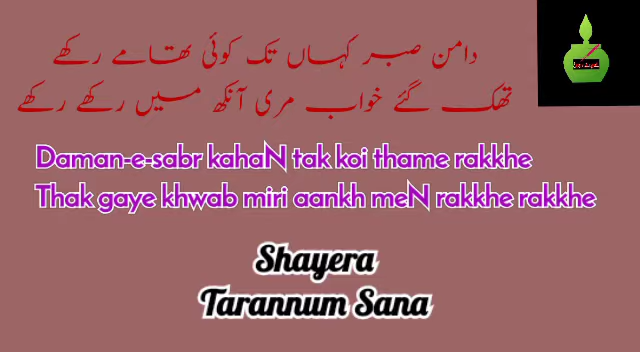 دامن صبر کہاں تک کوئی تھامے رکھے
تھک گئے خواب مری آنکھ میں رکھے رکھے
Daman-e-sabr kahaN tak koi thame rakkhe
Thak gaye khwab miri aankh meN rakkhe rakkhe
Shayera
Tarannum Sana